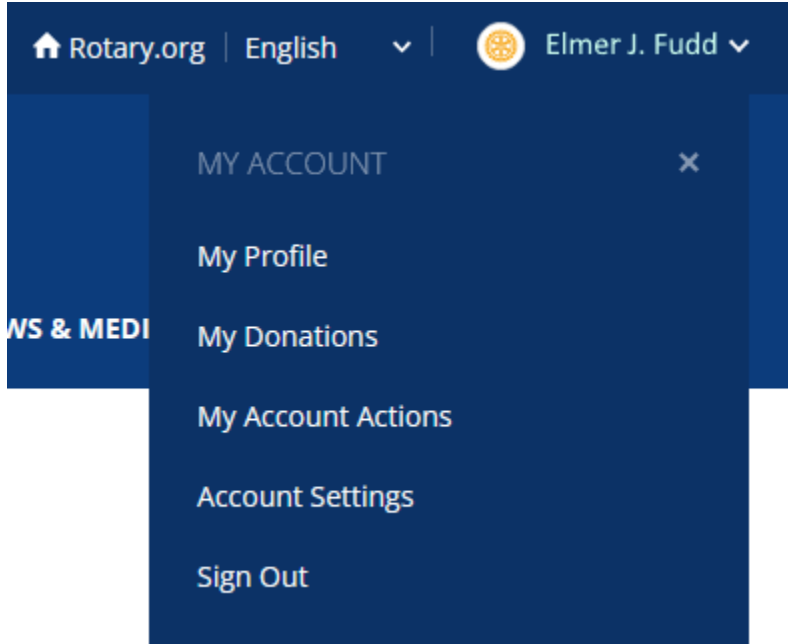 Rotary.org English Elmer J. Fudd
MY ACCOUNT
My Profile
WS & MEDI
My Donations
My Account Actions
Account Settings
Sign Out